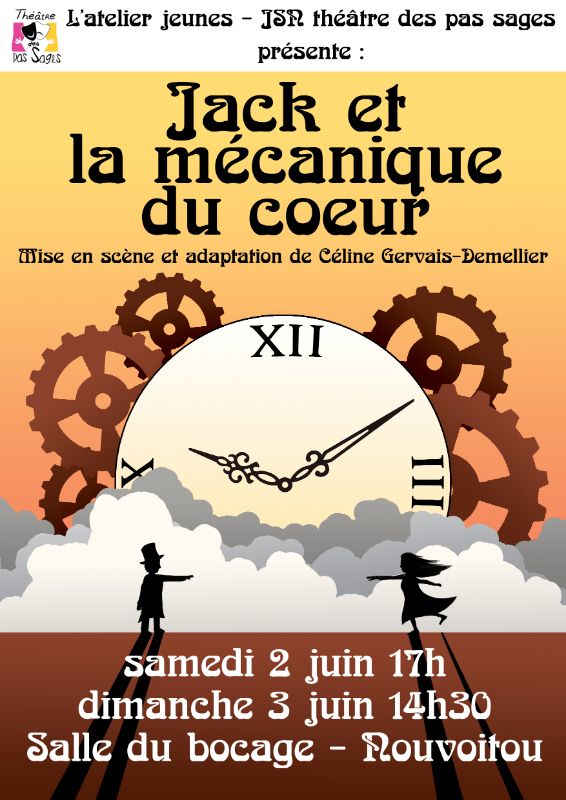 Théâtre
des
pas Sages
L'atelier jeunes - JSN théâtre des pas sages
présente :
Jack et
la mécanique
du coeur
Mise en scène et adaptation de Céline Gervais-Demellier
XII
X
III
samedi 2 juin 17h
dimanche 3 juin 14h30
Salle du bocage - Nouvoitou